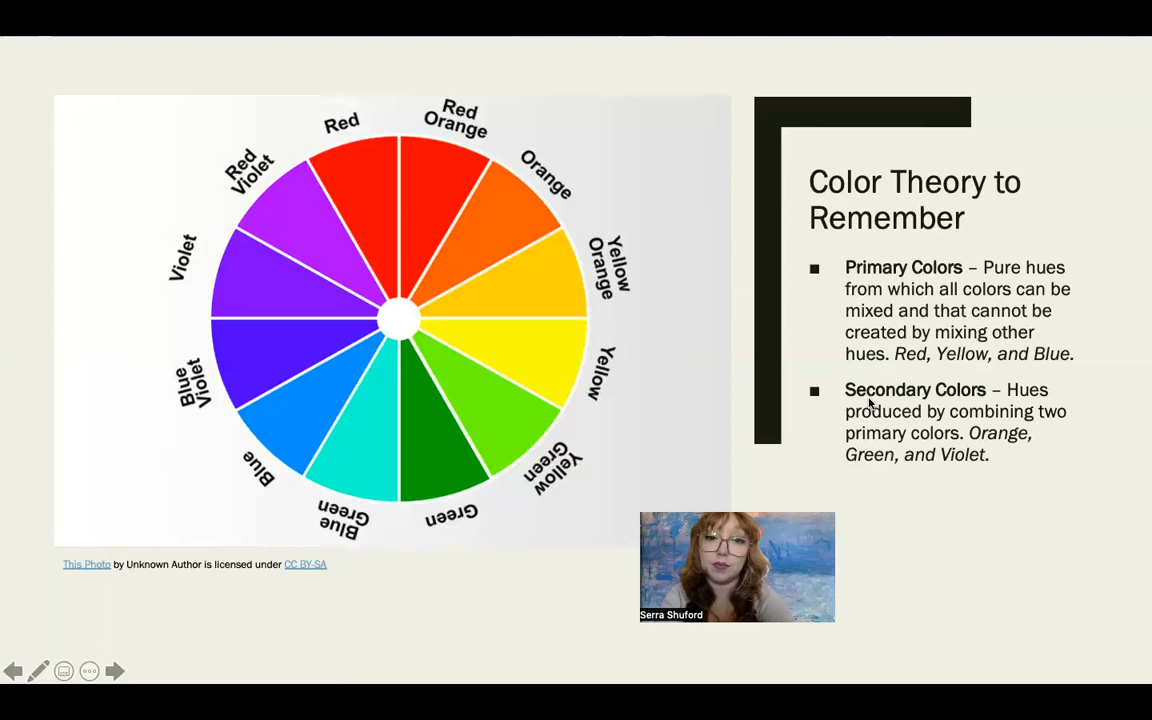 Red
Red
Orange
Orange
Yellow
Orange
Yellow
Yellow
Green
Green
Blue
Green
Blue
Blue
Violet
Violet
Red
Violet
This Photo by Unknown Author is licensed under CC BY-SA
Color Theory to
Remember
■ Primary Colors – Pure hues
from which all colors can be
mixed and that cannot be
created by mixing other
hues. Red, Yellow, and Blue.
■ Secondary Colors – Hues
produced by combining two
primary colors. Orange,
Green, and Violet.
Serra Shuford